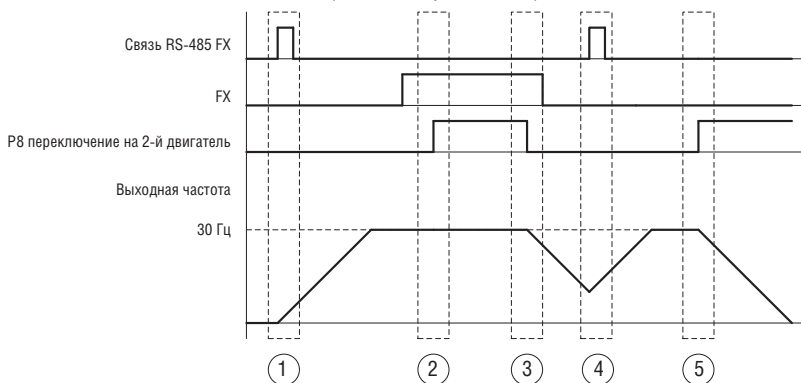 Связь RS-485 FX
FX
P8 переключение на 2-й двигатель
Выходная частота
30 Гц
1 2 3 4 5